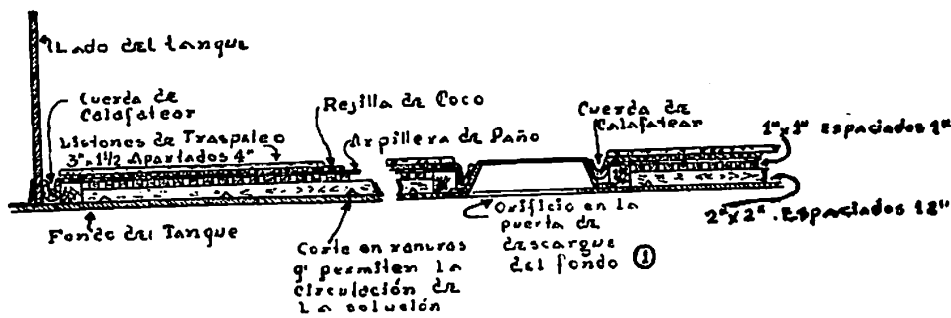 Lado del tanque
Cuerda de
Calafatear
Rejilla de Coco
Cuerda de
Calafatear
1"x1" Espaciados 4"
Listones de Traspaleo
3"x1½ Apartados 4"
Arpillera de Paño
Fondo del Tanque
Orificio en la
puerta de
descargue
del fondo ①
2"x2". Espaciados 12"
Corte en ranuras
q' permiten la
circulación de
La solución